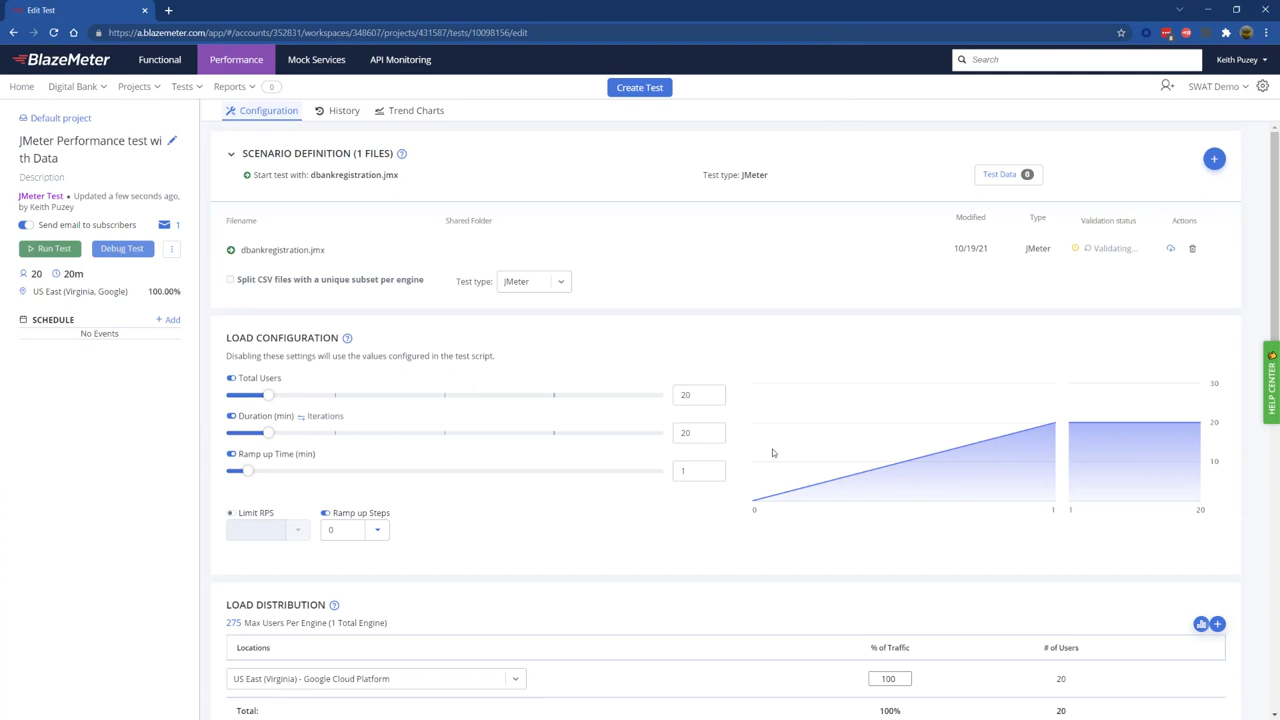 Edit Test
https://a.blazemeter.com/app/#/accounts/352831/workspaces/348607/projects/431587/tests/10098156/edit
BlazeMeter Functional Performance Mock Services API Monitoring Search Keith Puzey
Home Digital Bank Projects Tests Reports 0 Create Test SWAT Demo
Configuration History Trend Charts
Default project
JMeter Performance test wi
th Data
Description
JMeter Test • Updated a few seconds ago,
by Keith Puzey
Send email to subscribers 1
Run Test Debug Test
20 20m
US East (Virginia, Google) 100.00%
SCHEDULE + Add
No Events
SCENARIO DEFINITION (1 FILES)
Start test with: dbankregistration.jmx Test type: JMeter Test Data 0
Filename Shared Folder Modified Type Validation status Actions
dbankregistration.jmx 10/19/21 JMeter Validating...
Split CSV files with a unique subset per engine Test type: JMeter
LOAD CONFIGURATION
Disabling these settings will use the values configured in the test script.
Total Users
20
Duration (min) Iterations
20
Ramp up Time (min)
1
Limit RPS Ramp up Steps
0
30
20
10
0 1 1 20
LOAD DISTRIBUTION
275 Max Users Per Engine (1 Total Engine)
Locations % of Traffic # of Users
US East (Virginia) - Google Cloud Platform 100 20
Total: 100% 20
HELP CENTER